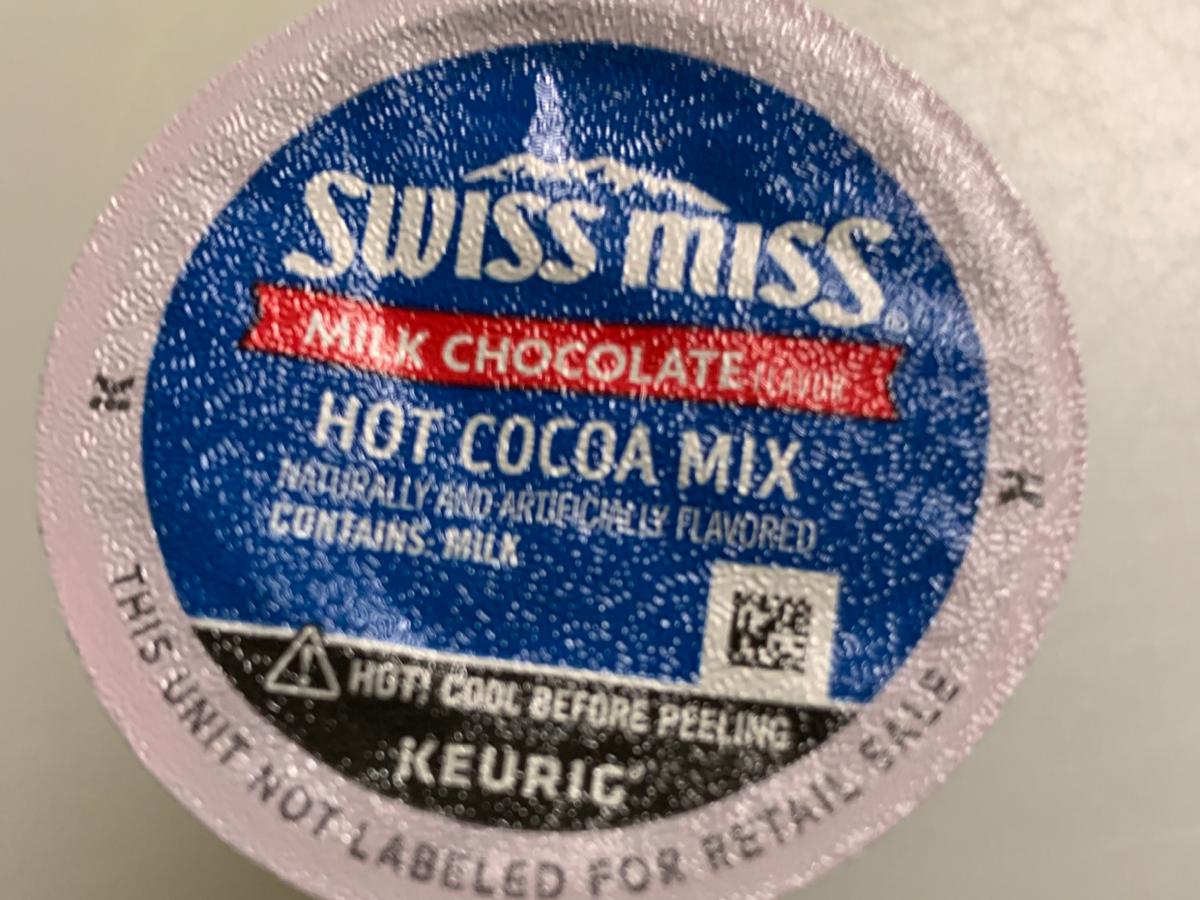 SWISS MISS
MILK CHOCOLATE FLAVOR
HOT COCOA MIX
NATURALLY AND ARTIFICIALLY FLAVORED
CONTAINS: MILK
HOT! COOL BEFORE PEELING
KEURIG®
THIS UNIT NOT LABELED FOR RETAIL SALE